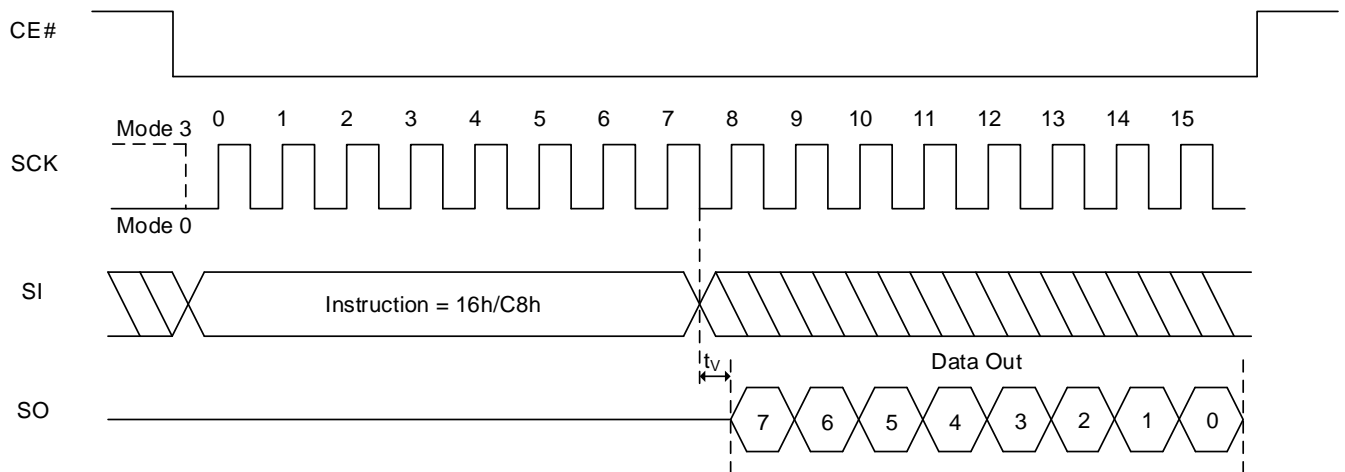 CE#
Mode 3 0 1 2 3 4 5 6 7 8 9 10 11 12 13 14 15
SCK
Mode 0
SI
Instruction = 16h/C8h
tV Data Out
SO
7 6 5 4 3 2 1 0